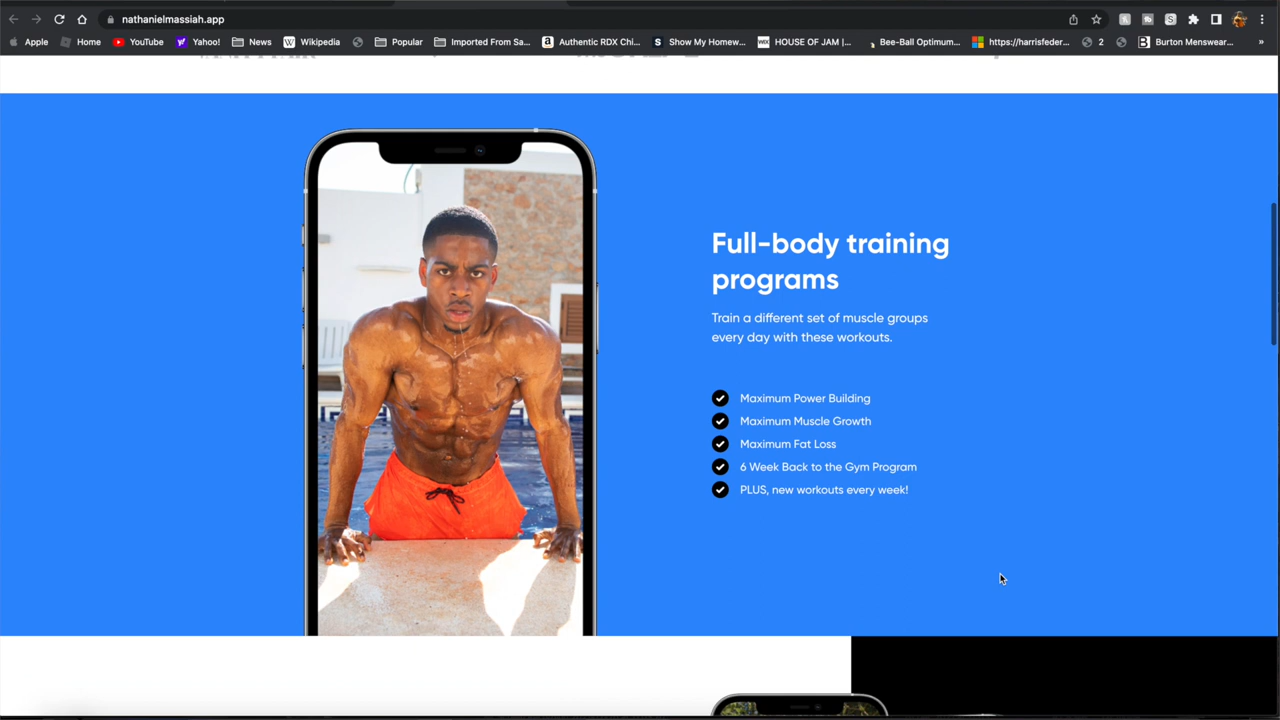 nathanielmassiah.app
Apple Home YouTube Yahoo! News Wikipedia Popular Imported From Sa... Authentic RDX Chi... Show My Homew... HOUSE OF JAM |... Bee-Ball Optimum... https://harrisfeder... 2 Burton Menswear... »
Full-body training
programs
Train a different set of muscle groups
every day with these workouts.
Maximum Power Building
Maximum Muscle Growth
Maximum Fat Loss
6 Week Back to the Gym Program
PLUS, new workouts every week!